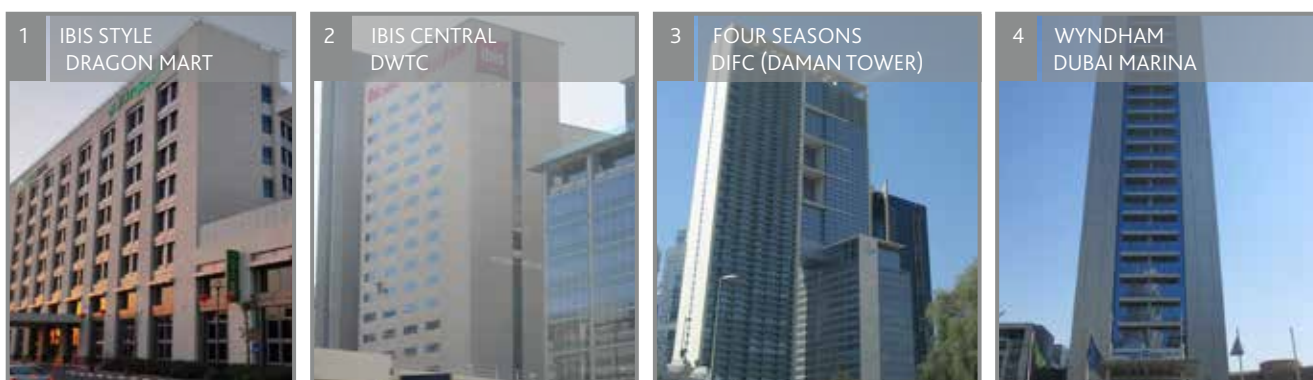 1 IBIS STYLE
DRAGON MART
2 IBIS CENTRAL
DWTC
ibis
3 FOUR SEASONS
DIFC (DAMAN TOWER)
4 WYNDHAM
DUBAI MARINA